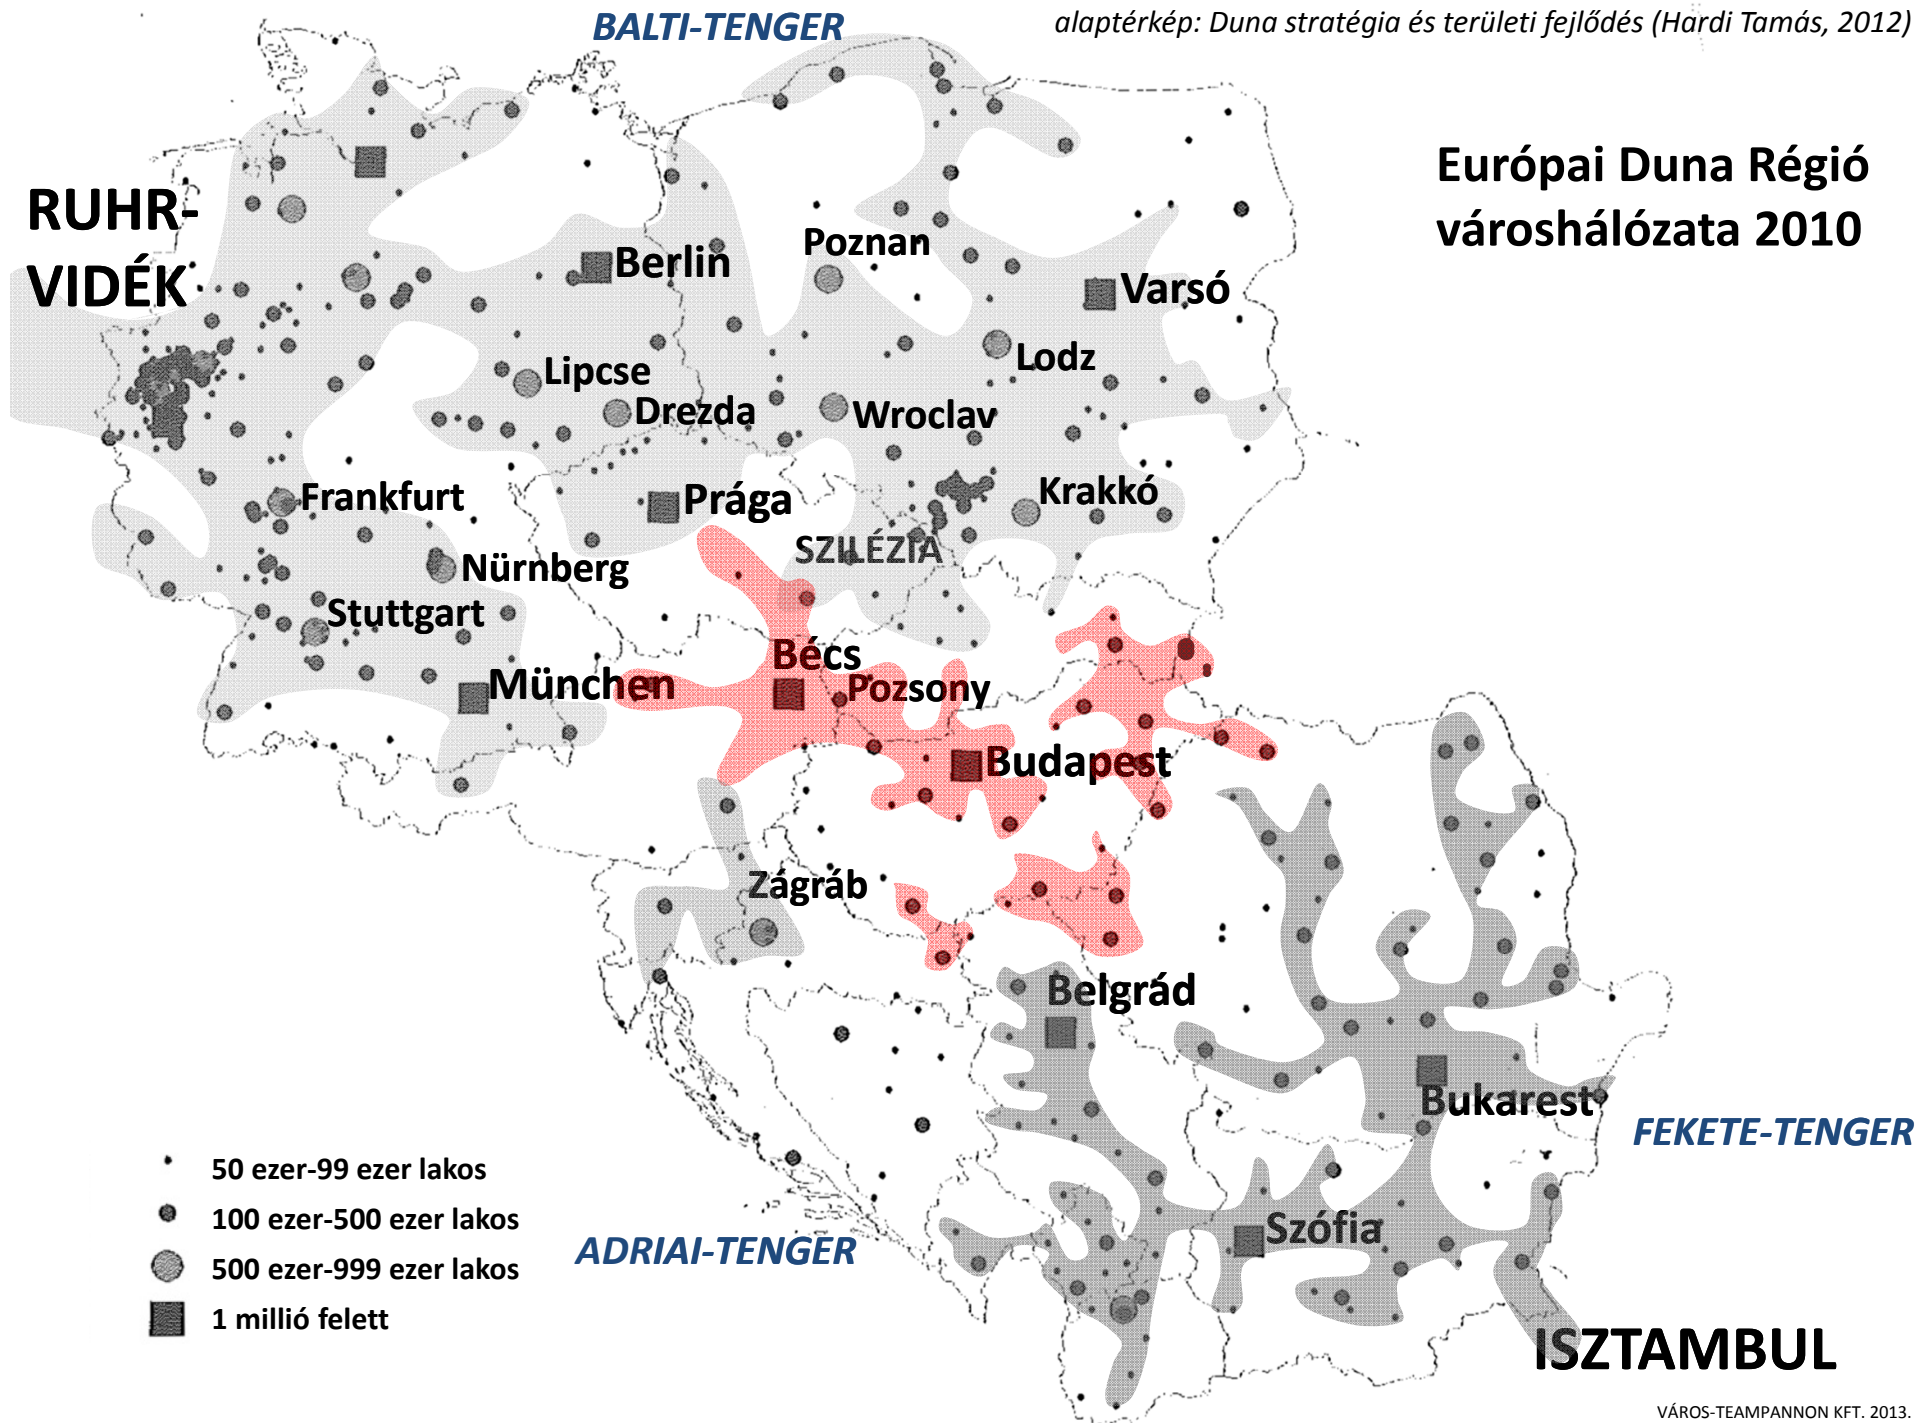 BALTI-TENGER
alaptérkép: Duna stratégia és területi fejlődés (Hardi Tamás, 2012)
Európai Duna Régió
városhálózata 2010
RUHR-
VIDÉK
Berlin
Poznan
Varsó
Lipcse
Lodz
Drezda
Wroclav
Frankfurt
Prága
Krakkó
SZILÉZIA
Nürnberg
Stuttgart
Bécs
München
Pozsony
Budapest
Zágráb
Belgrád
Bukarest
FEKETE-TENGER
50 ezer-99 ezer lakos
100 ezer-500 ezer lakos
500 ezer-999 ezer lakos
1 millió felett
ADRIAI-TENGER
Szófia
ISZTAMBUL
VÁROS-TEAMPANNON KFT. 2013.